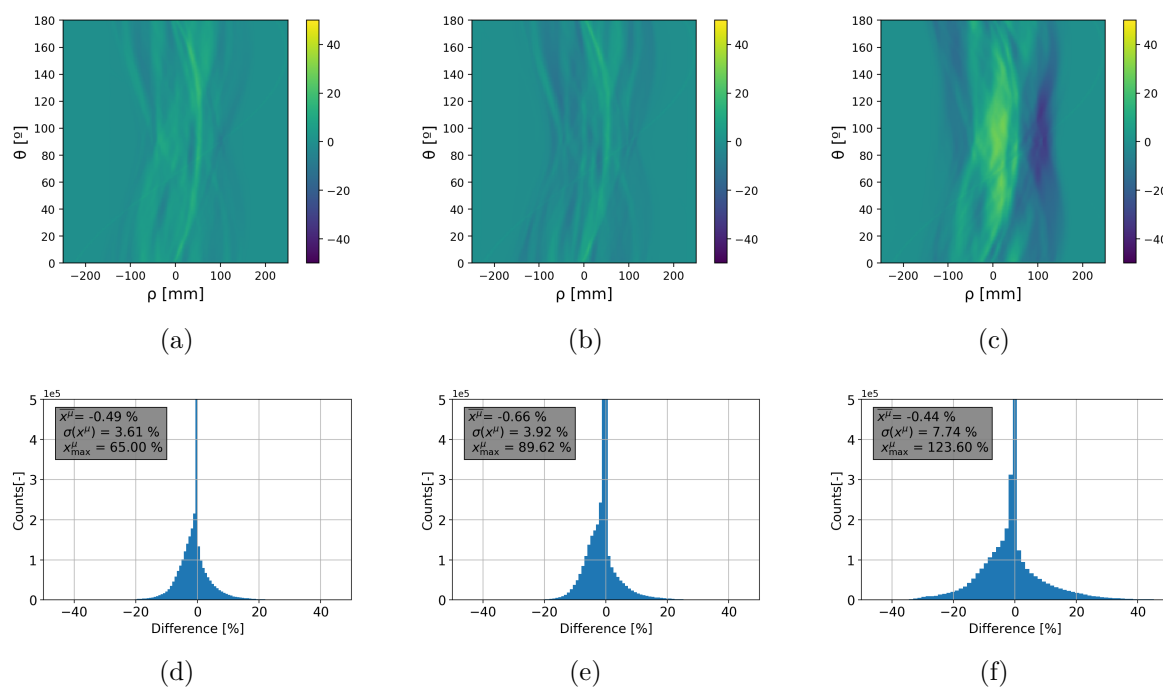 180
160
140
120
100
80
60
40
20
0
θ [º]
−200 −100 0 100 200
ρ [mm]
40
20
0
−20
−40
(a)
180
160
140
120
100
80
60
40
20
0
θ [º]
−200 −100 0 100 200
ρ [mm]
40
20
0
−20
−40
(b)
180
160
140
120
100
80
60
40
20
0
θ [º]
−200 −100 0 100 200
ρ [mm]
40
20
0
−20
−40
(c)
1e5
5
4
3
2
1
0
Counts[-]
x̅^μ= -0.49 %
σ(x^μ) = 3.61 %
x^μ_max = 65.00 %
−40 −20 0 20 40
Difference [%]
(d)
1e5
5
4
3
2
1
0
Counts[-]
x̅^μ= -0.66 %
σ(x^μ) = 3.92 %
x^μ_max = 89.62 %
−40 −20 0 20 40
Difference [%]
(e)
1e5
5
4
3
2
1
0
Counts[-]
x̅^μ= -0.44 %
σ(x^μ) = 7.74 %
x^μ_max = 123.60 %
−40 −20 0 20 40
Difference [%]
(f)